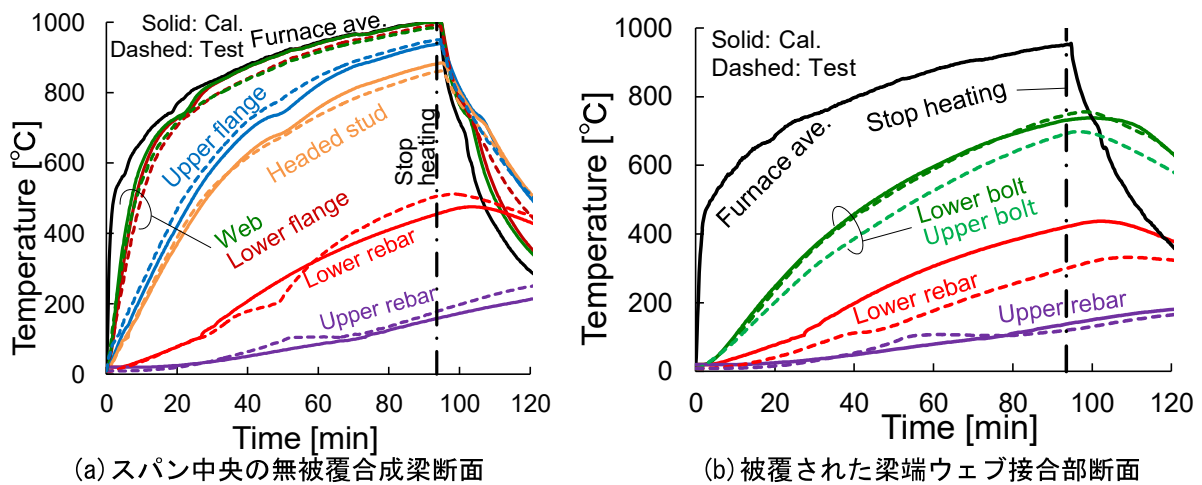 Solid: Cal.
Dashed: Test
Furnace ave.
Upper flange
Headed stud
Stop
heating
Web
Lower flange
Lower rebar
Upper rebar
Temperature [℃]
1000
800
600
400
200
0
0 20 40 60 80 100 120
Time [min]
(a)スパン中央の無被覆合成梁断面
Solid: Cal.
Dashed: Test
Stop heating
Furnace ave.
Lower bolt
Upper bolt
Lower rebar
Upper rebar
Temperature [℃]
1000
800
600
400
200
0
0 20 40 60 80 100 120
Time [min]
(b)被覆された梁端ウェブ接合部断面